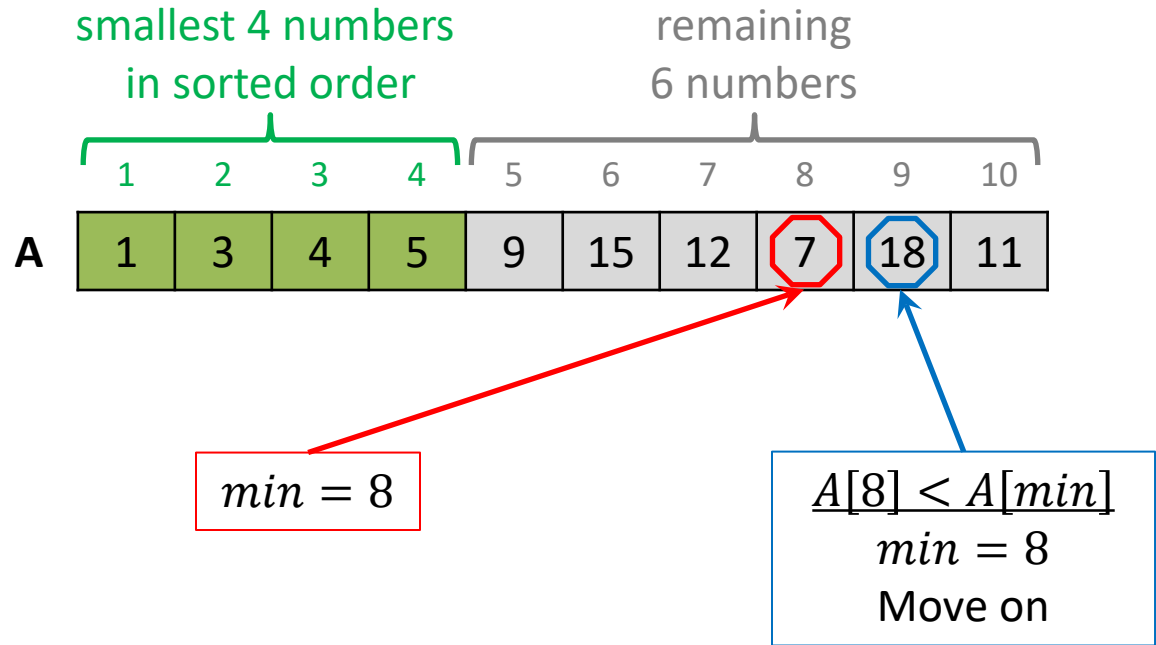 smallest 4 numbers
in sorted order
remaining
6 numbers
1 2 3 4 5 6 7 8 9 10
A 1 3 4 5 9 15 12 7 18 11
min = 8
A[8] < A[min]
min = 8
Move on